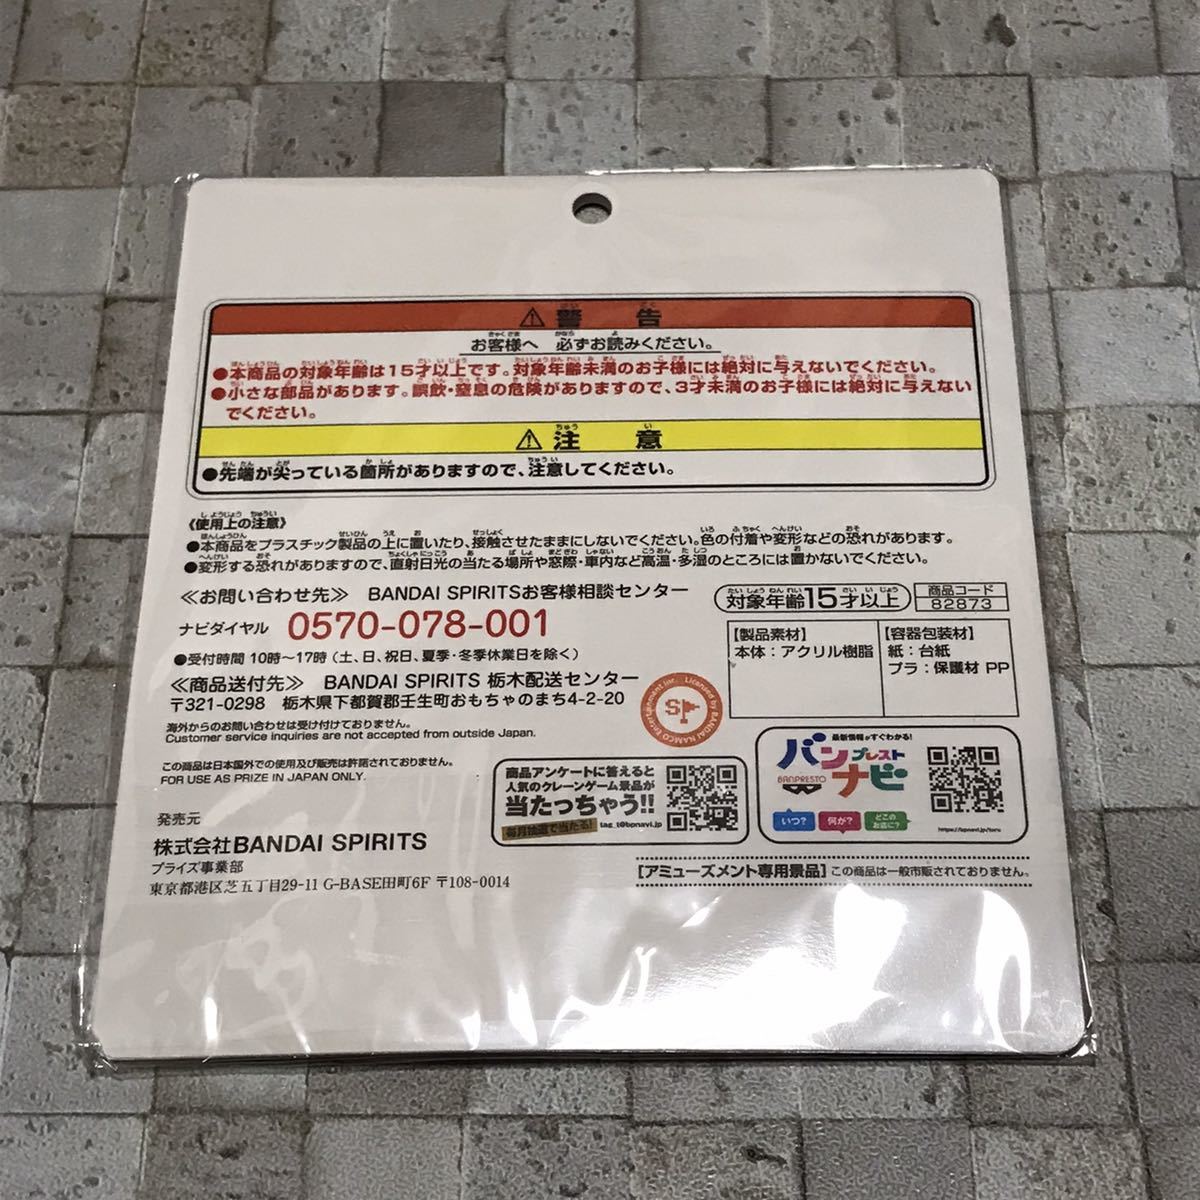 ⚠警告
お客様へ 必ずお読みください。
●本商品の対象年齢は15才以上です。対象年齢未満のお子様には絶対に与えないでください。
●小さな部品があります。誤飲・窒息の危険がありますので、3才未満のお子様には絶対に与えない
でください。
⚠注意
●先端が尖っている箇所がありますので、注意してください。
《使用上の注意》
●本商品をプラスチック製品の上に置いたり、接触させたままにしないでください。色の付着や変形などの恐れがあります。
●変形する恐れがありますので、直射日光の当たる場所や窓際・車内など高温・多湿のところには置かないでください。
≪お問い合わせ先≫ BANDAI SPIRITSお客様相談センター
ナビダイヤル 0570-078-001
●受付時間 10時～17時（土、日、祝日、夏季・冬季休業日を除く）
≪商品送付先≫ BANDAI SPIRITS 栃木配送センター
〒321-0298 栃木県下都賀郡壬生町おもちゃのまち4-2-20
海外からのお問い合わせは受け付けておりません。
Customer service inquiries are not accepted from outside Japan.
この商品は日本国外での使用及び販売は許諾されておりません。
FOR USE AS PRIZE IN JAPAN ONLY.
発売元
株式会社BANDAI SPIRITS
プライズ事業部
東京都港区芝五丁目29-11 G-BASE田町6F 〒108-0014
対象年齢15才以上
商品コード
82873
【製品素材】
本体：アクリル樹脂
【容器包装材】
紙：台紙
プラ：保護材 PP
Licensed by BANDAI NAMCO Entertainment Inc.
SP
商品アンケートに答えると
人気のクレーンゲーム景品が
当たっちゃう!!
毎月抽選で当たる!
tag_t@bpnavi.jp
最新情報がすぐわかる!
バンプレストナビ
BANPRESTO
いつ?
何が?
どこのお店に?
https://bpnavi.jp/toru
[アミューズメント専用景品] この商品は一般市販されておりません。